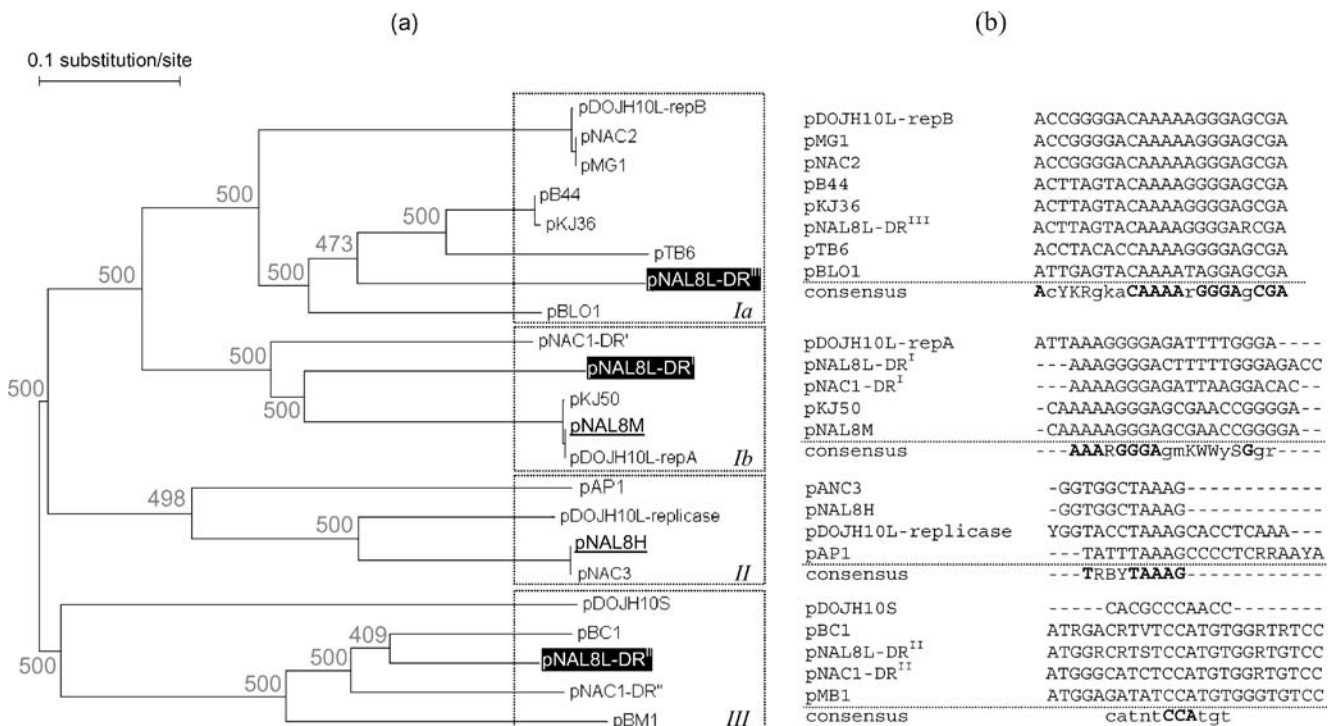 (a)
0.1 substitution/site
pDOJH10L-repB
pNAC2
pMG1
500
pB44
500
pKJ36
473
pTB6
500
500
pNAL8L-DR^III
pBLO1
Ia
pNAC1-DR'
500
pNAL8L-DR^I
500
500
pKJ50
pNAL8M
pDOJH10L-repA
Ib
pAP1
498
pDOJH10L-replicase
500
pNAL8H
pNAC3
II
pDOJH10S
pBC1
409
pNAL8L-DR^II
500
500
500
pNAC1-DR"
pBM1
III
(b)
pDOJH10L-repB ACCGGGGACAAAAAGGGAGCGA
pMG1 ACCGGGGACAAAAAGGGAGCGA
pNAC2 ACCGGGGACAAAAAGGGAGCGA
pB44 ACTTAGTACAAAAGGGGAGCGA
pKJ36 ACTTAGTACAAAAGGGGAGCGA
pNAL8L-DR^III ACTTAGTACAAAAGGGGARCGA
pTB6 ACCTACACCAAAAGGGGAGCGA
pBLO1 ATTGAGTACAAAATAGGAGCGA
consensus AcYKRgkaCAAAArGGGAgCGA
pDOJH10L-repA ATTAAAGGGGAGATTTTGGGA----
pNAL8L-DR^I ---AAAGGGGACTTTTTGGGAGACC
pNAC1-DR^I ---AAAAGGGGAGATTAAGGACAC--
pKJ50 -CAAAAAGGGAGCGAACCGGGGA--
pNAL8M -CAAAAAGGGAGCGAACCGGGGA--
consensus ---AAARGGGGAgmKWWySGgr---
pANC3 -GGTGGCTAAAG-----------
pNAL8H -GGTGGCTAAAG-----------
pDOJH10L-replicase YGGTACCTAAAGCACCTCAAA---
pAP1 ---TATTTAAAGCCCCTCRRAAYA
consensus ---TRBYTAAAG------------
pDOJH10S -----CACGCCCAACC--------
pBC1 ATRGACRTVTCCATGTGGRTRTCC
pNAL8L-DR^II ATGGRCRTSTCCATGTGGRTGTCC
pNAC1-DR^II ATGGGCATCTCCATGTGGRTGTCC
pMB1 ATGGAGATATCCATGTGGGTGTCC
consensus catntCCAtgt